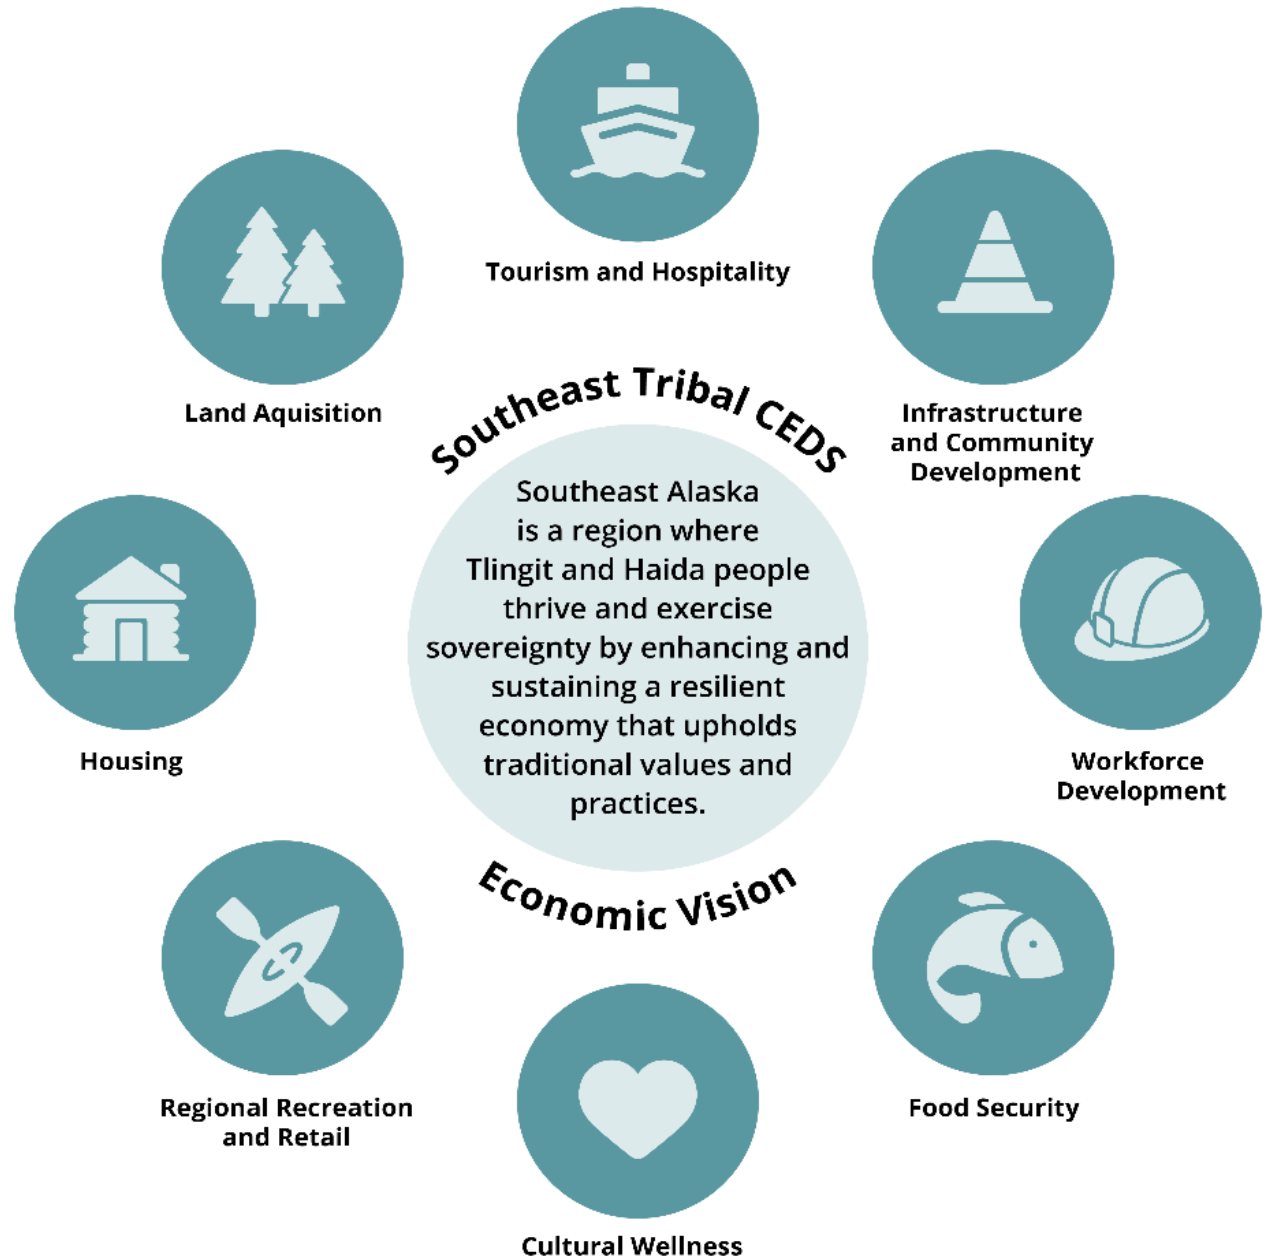 Tourism and Hospitality
Land Aquisition
Infrastructure
and Community
Development
Southeast Tribal CEDS
Southeast Alaska
is a region where
Tlingit and Haida people
thrive and exercise
sovereignty by enhancing and
sustaining a resilient
economy that upholds
traditional values and
practices.
Economic Vision
Housing
Workforce
Development
Regional Recreation
and Retail
Food Security
Cultural Wellness